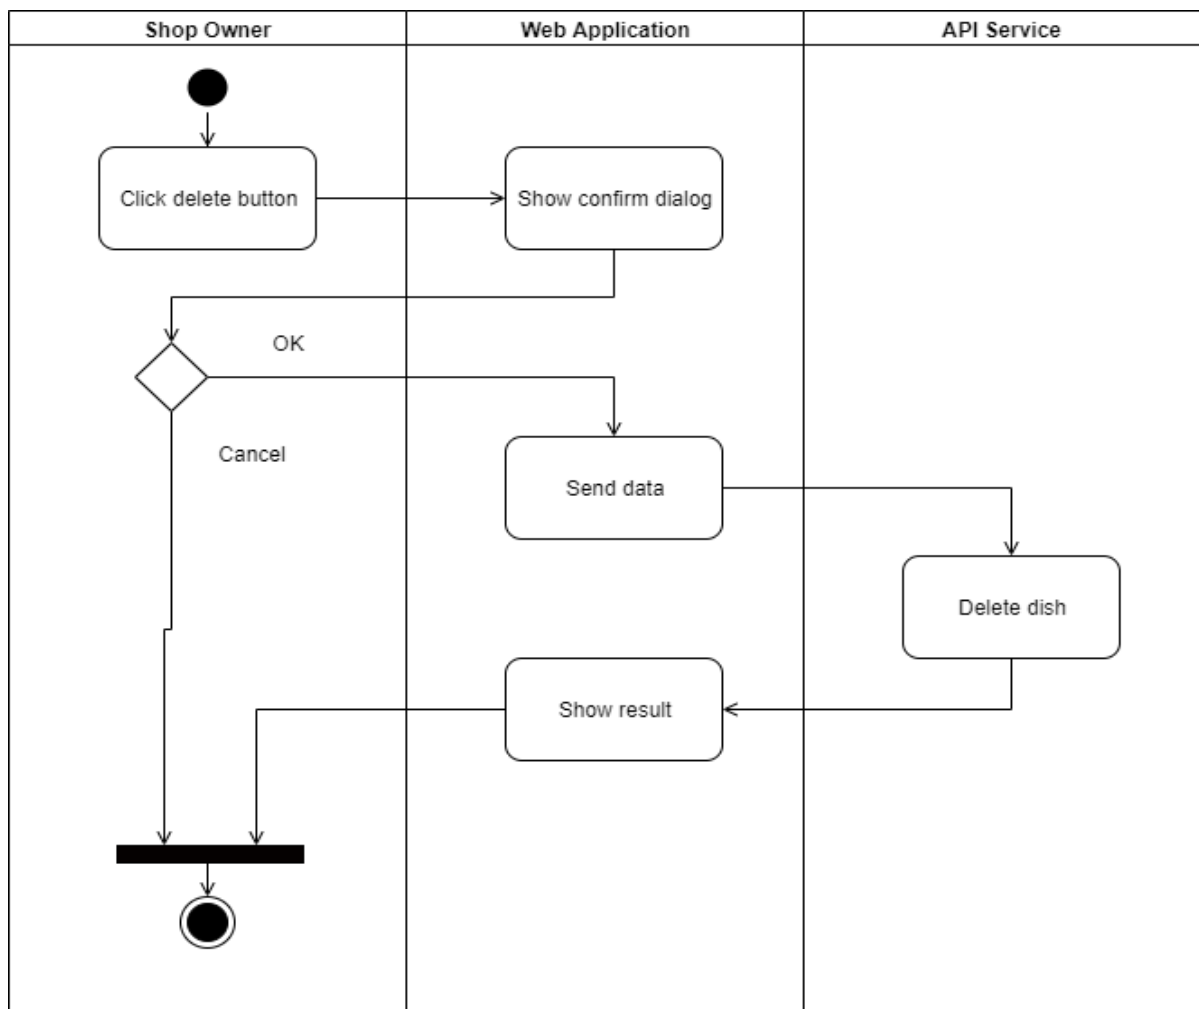 Shop Owner
Web Application
API Service
Click delete button
Show confirm dialog
OK
Cancel
Send data
Delete dish
Show result